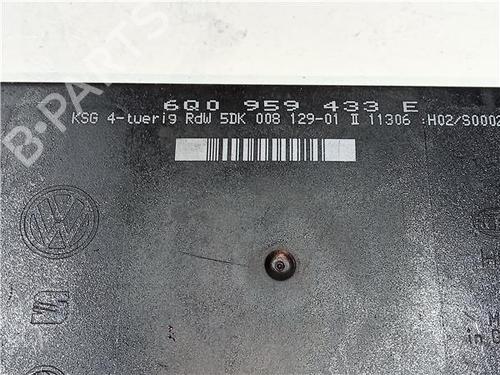 B-PARTS
6Q0 959 433 E
KSG 4-tuerig RdW 5DK 008 129-01 II 11306 :H02/S0002